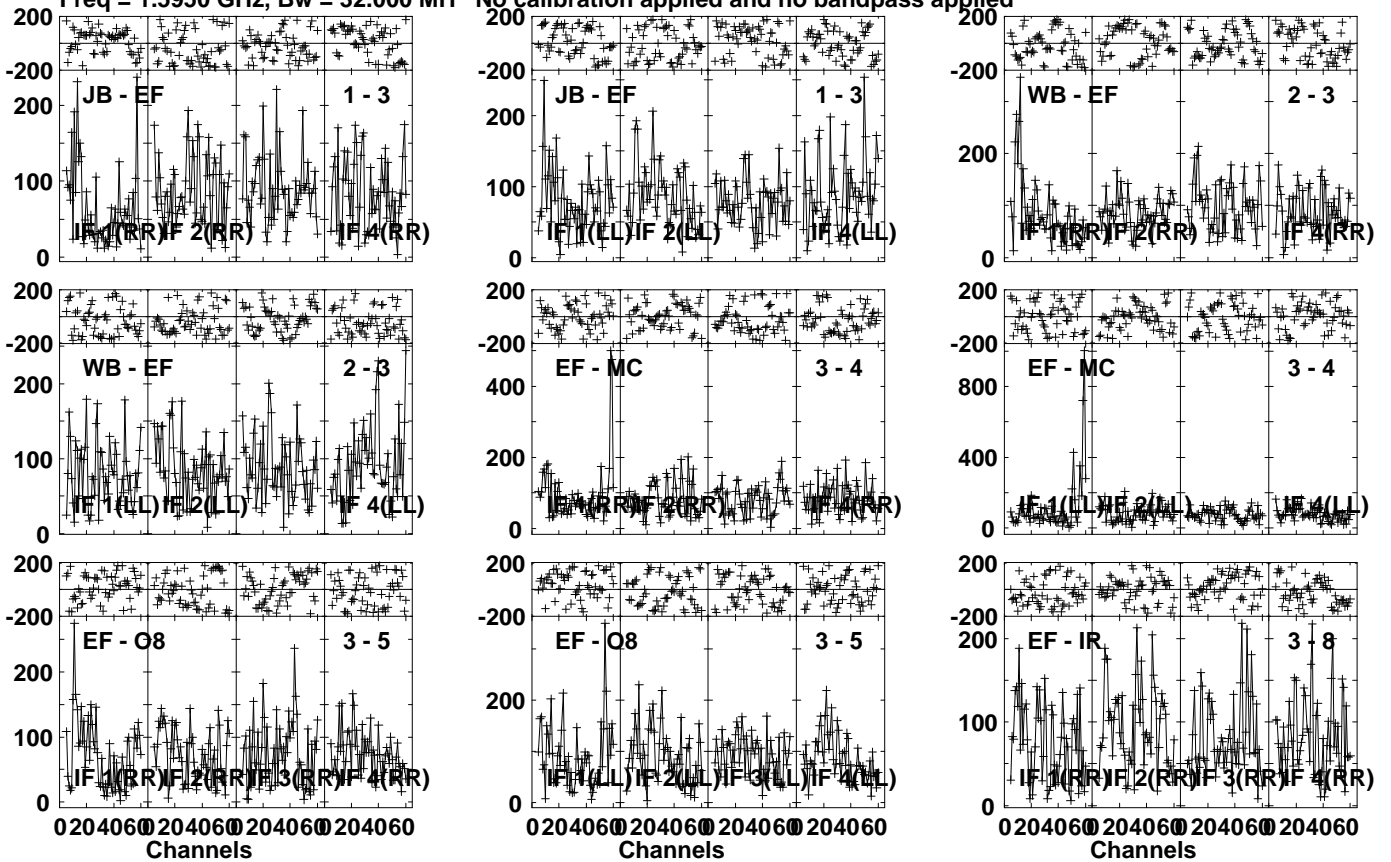 Freq = 1.5950 GHz, Bw = 32.000 MH No calibration applied and no bandpass applied
200
-200
200
100
0
JB - EF
1 - 3
IF 1(RR)
IF 2(RR)
IF 4(RR)
200
-200
200
100
0
JB - EF
1 - 3
IF 1(LL)
IF 2(LL)
IF 4(LL)
200
-200
200
0
WB - EF
2 - 3
IF 1(RR)
IF 2(RR)
IF 4(RR)
200
-200
200
100
0
WB - EF
2 - 3
IF 1(LL)
IF 2(LL)
IF 4(LL)
200
-200
400
200
0
EF - MC
3 - 4
IF 1(RR)
IF 2(RR)
IF 4(RR)
200
-200
800
400
0
EF - MC
3 - 4
IF 1(LL)
IF 2(LL)
IF 4(LL)
200
-200
200
100
0
EF - O8
3 - 5
IF 1(RR)
IF 2(RR)
IF 3(RR)
IF 4(RR)
0 20 40 60 0 20 40 60 0 20 40 60 0 20 40 60
Channels
200
-200
200
0
EF - O8
3 - 5
IF 1(LL)
IF 2(LL)
IF 3(LL)
IF 4(LL)
0 20 40 60 0 20 40 60 0 20 40 60 0 20 40 60
Channels
200
-200
200
100
0
EF - IR
3 - 8
IF 1(RR)
IF 2(RR)
IF 3(RR)
IF 4(RR)
0 20 40 60 0 20 40 60 0 20 40 60 0 20 40 60
Channels